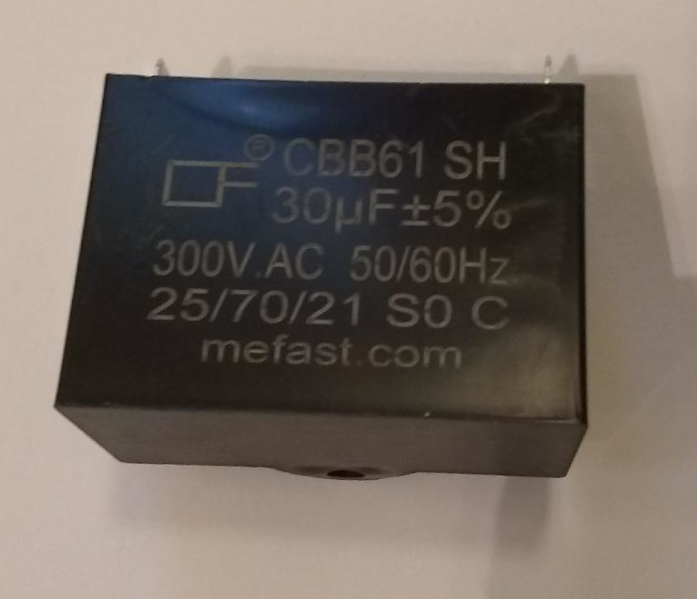 ® CBB61 SH
30µF±5%
300V.AC 50/60Hz
25/70/21 S0 C
mefast.com